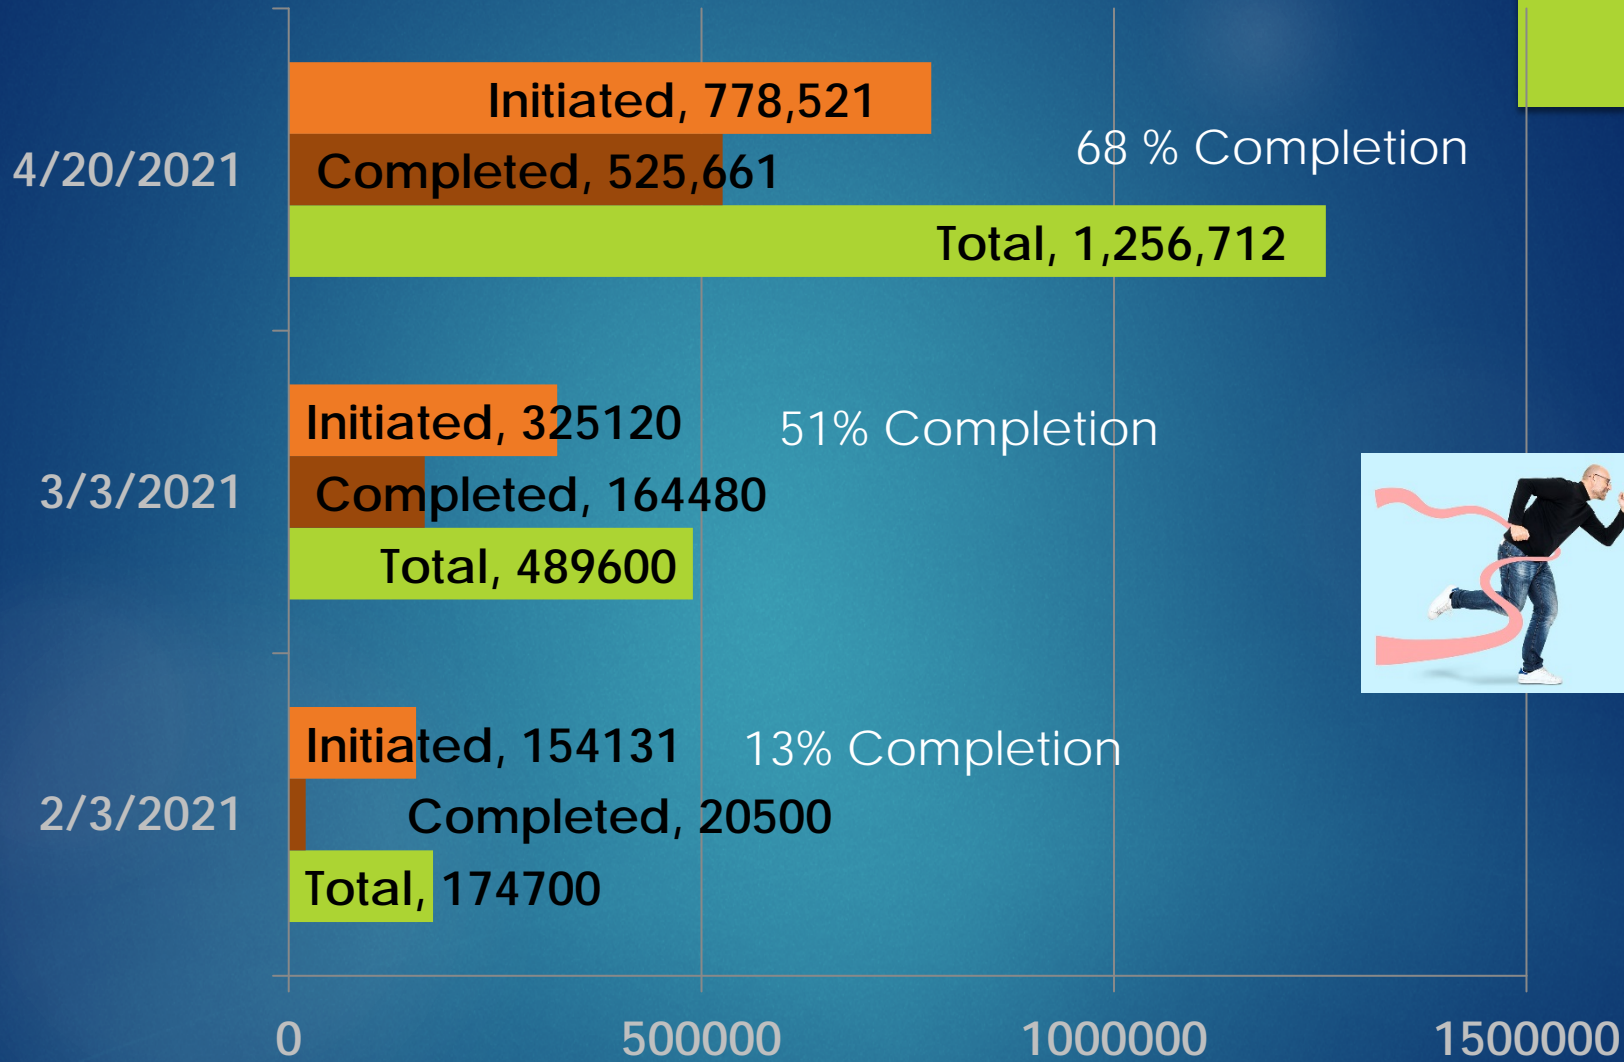 Initiated, 778,521
68 % Completion
4/20/2021
Completed, 525,661
Total, 1,256,712
Initiated, 325120
51% Completion
3/3/2021
Completed, 164480
Total, 489600
Initiated, 154131
13% Completion
2/3/2021
Completed, 20500
Total, 174700
0 500000 1000000 1500000